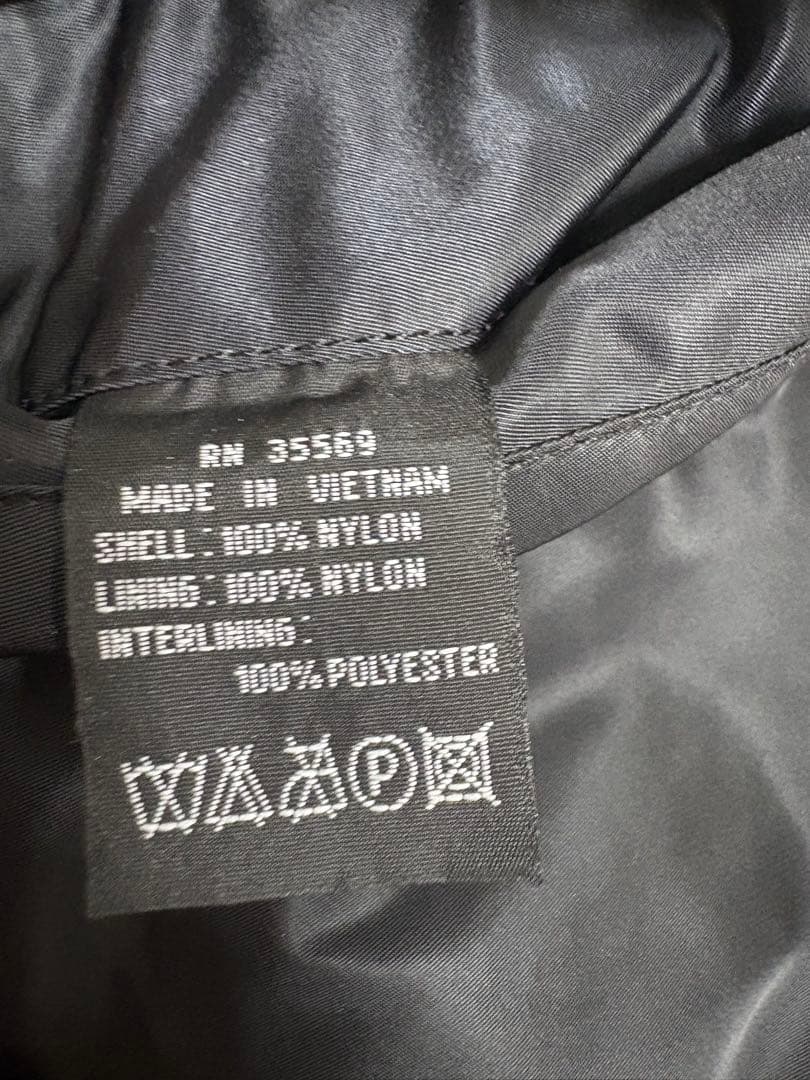 RN 35569
MADE IN VIETNAM
SHELL: 100% NYLON
LINING: 100% NYLON
INTERLINING:
100% POLYESTER
P